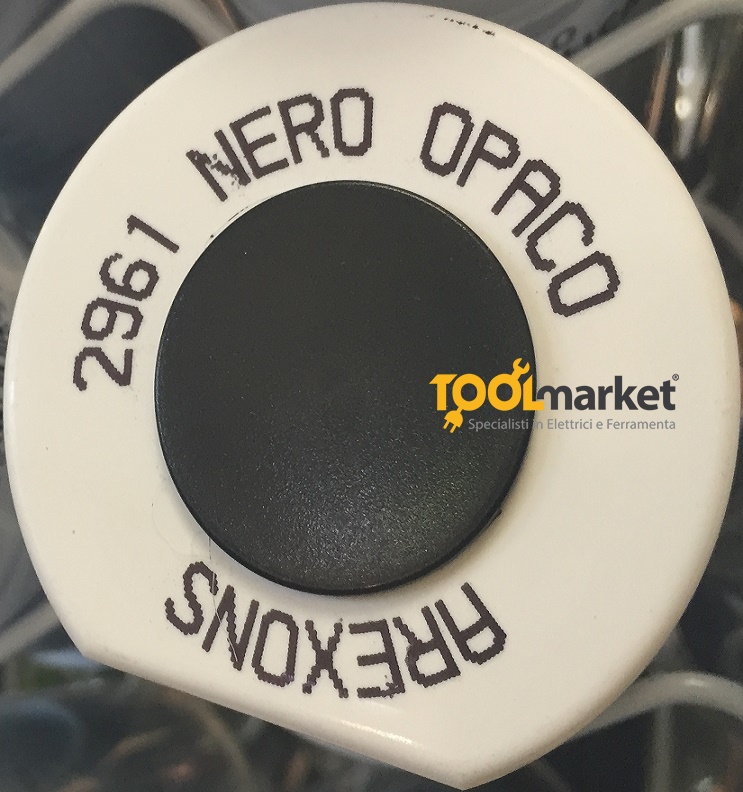 2961 NERO OPACO
AREXONS
TOOLmarket®
Specialisti in Elettrici e Ferramenta